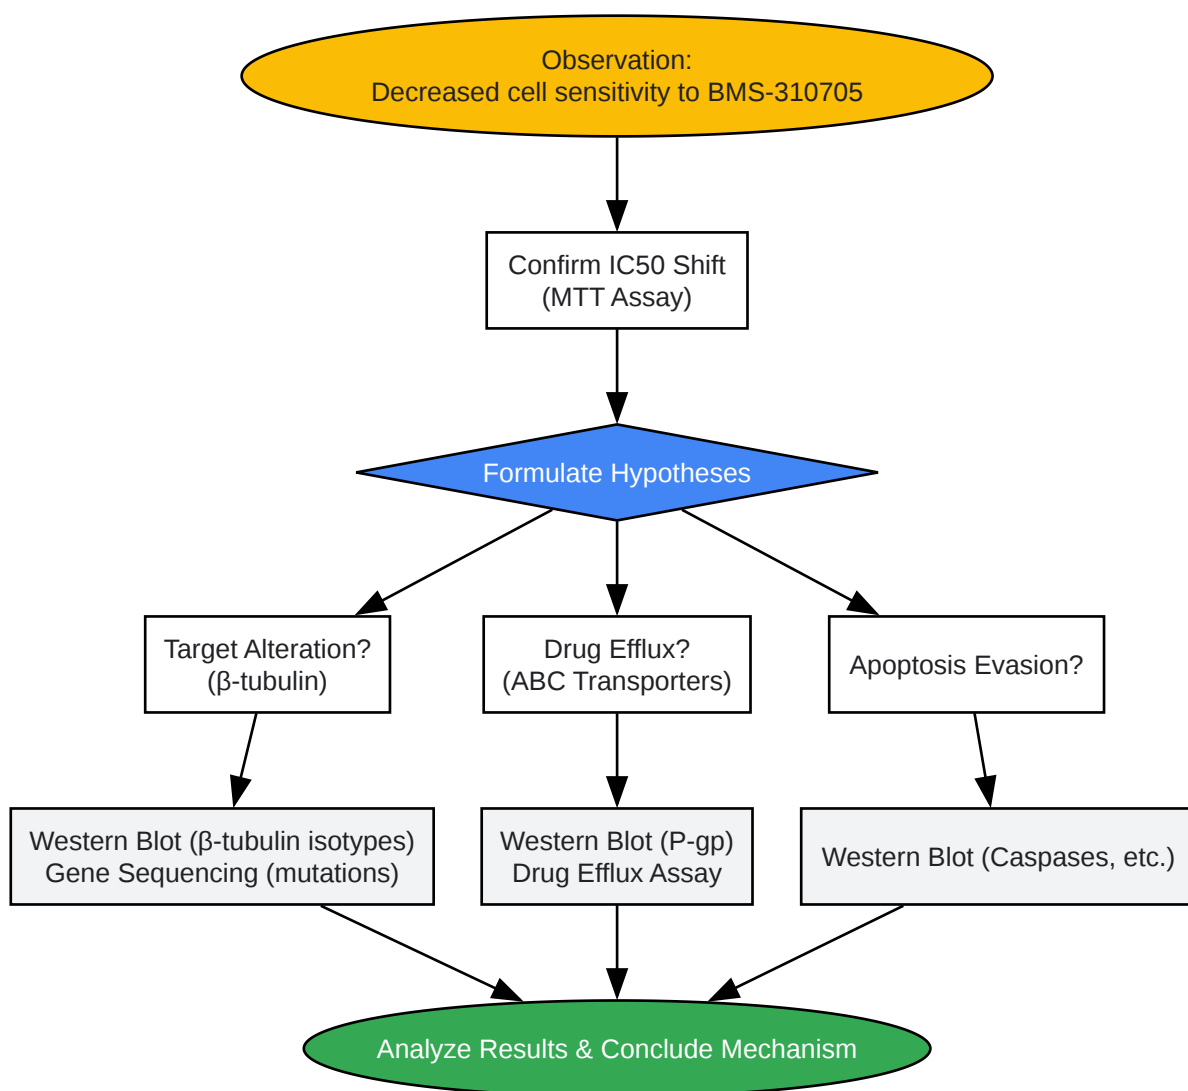 Observation:
Decreased cell sensitivity to BMS-310705
Confirm IC50 Shift
(MTT Assay)
Formulate Hypotheses
Target Alteration?
(β-tubulin)
Drug Efflux?
(ABC Transporters)
Apoptosis Evasion?
Western Blot (β-tubulin isotypes)
Gene Sequencing (mutations)
Western Blot (P-gp)
Drug Efflux Assay
Western Blot (Caspases, etc.)
Analyze Results & Conclude Mechanism